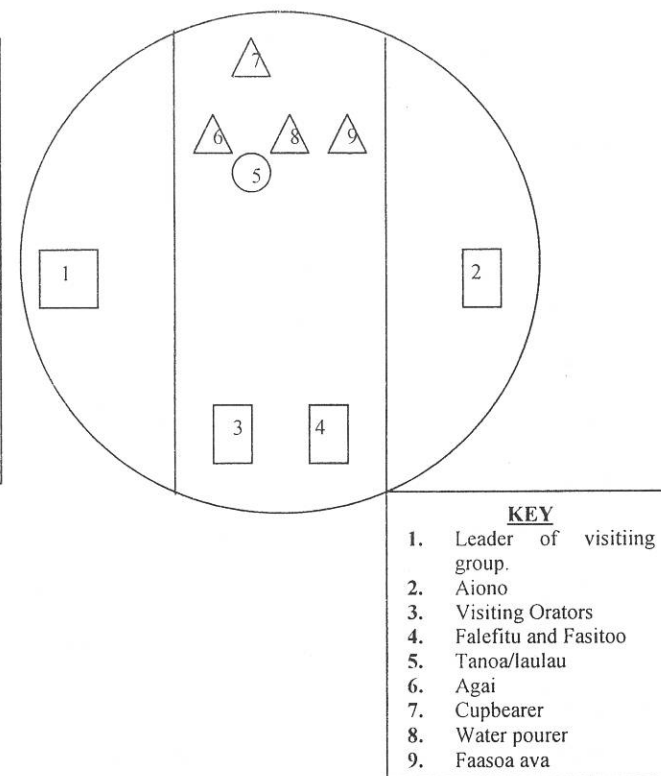 7
6 8 9
5
1 2
3 4
KEY
1. Leader of visitiing
group.
2. Aiono
3. Visiting Orators
4. Falefitu and Fasitoo
5. Tanoa/laulau
6. Agai
7. Cupbearer
8. Water pourer
9. Faasoa ava